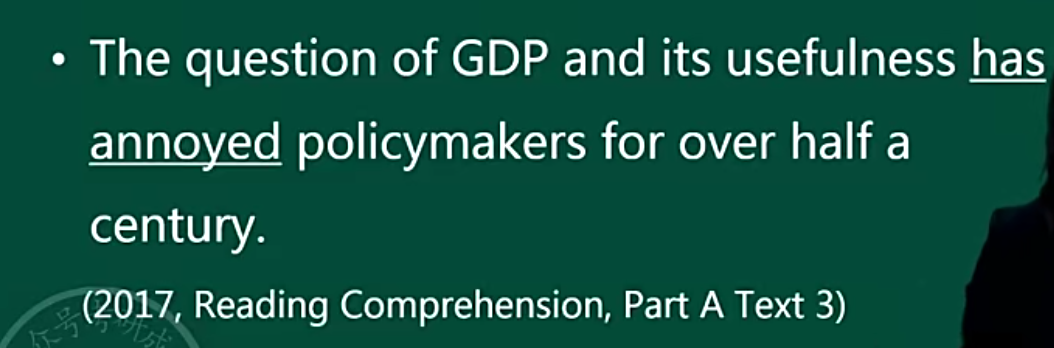 • The question of GDP and its usefulness has
annoyed policymakers for over half a
century.
(2017, Reading Comprehension, Part A Text 3)